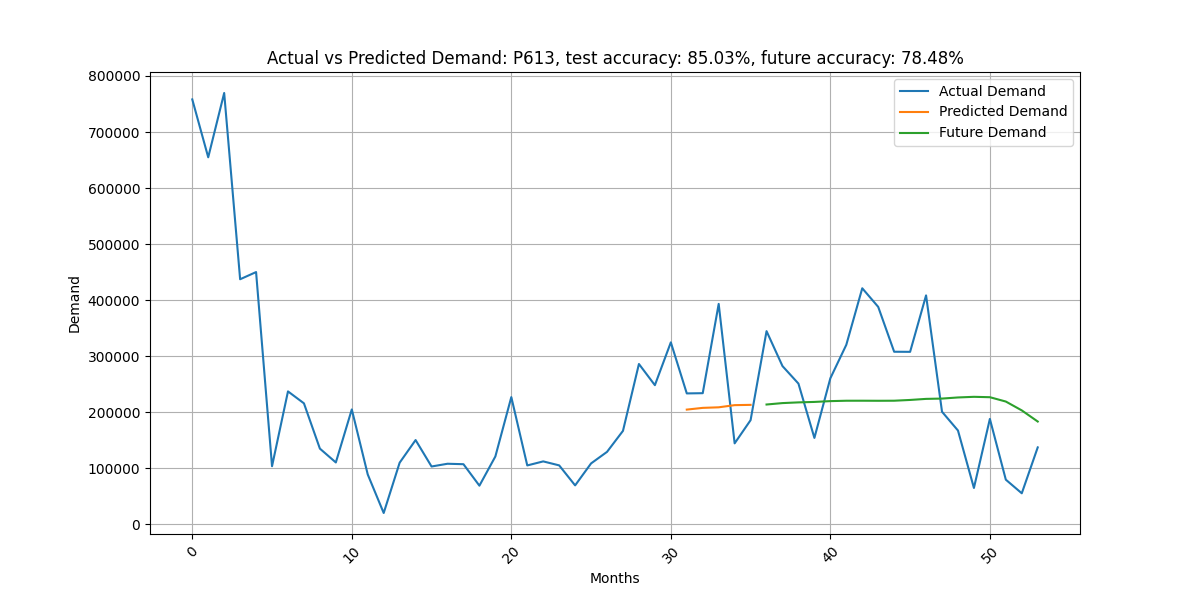 Actual vs Predicted Demand: P613, test accuracy: 85.03%, future accuracy: 78.48%
800000
700000
600000
500000
400000
300000
200000
100000
0
Demand
Actual Demand
Predicted Demand
Future Demand
0
10
20
30
40
50
Months